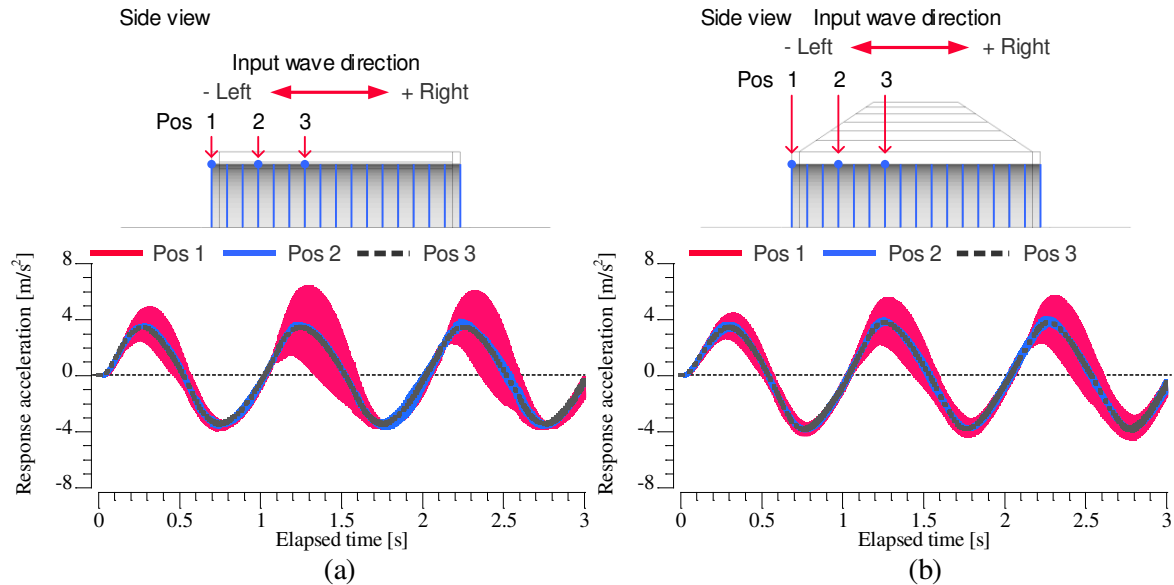 Side view
Input wave direction
- Left + Right
Pos 1 2 3
Pos 1 Pos 2 Pos 3
Response acceleration [m/s²]
8
4
0
-4
-8
0 0.5 1 1.5 2 2.5 3
Elapsed time [s]
(a)
Side view Input wave direction
- Left + Right
Pos 1 2 3
Pos 1 Pos 2 Pos 3
Response acceleration [m/s²]
8
4
0
-4
-8
0 0.5 1 1.5 2 2.5 3
Elapsed time [s]
(b)